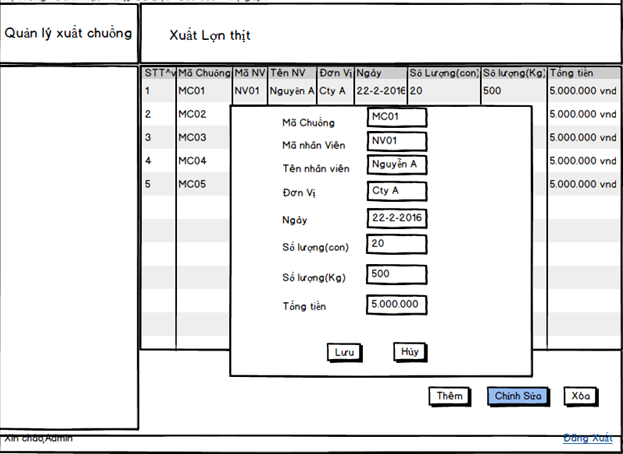 Quản lý xuất chuồng
Xuất Lợn thịt
STT^v Mã Chuồng Mã NV Tên NV Đơn Vị Ngày Số Lượng(con) Số lượng(Kg) Tổng tiền
1 MC01 NV01 Nguyễn A Cty A 22-2-2016 20 500 5.000.000 vnd
2 MC02 5.000.000 vnd
3 MC03 5.000.000 vnd
4 MC04 5.000.000 vnd
5 MC05 5.000.000 vnd
Mã Chuồng MC01
Mã nhân Viên NV01
Tên nhân viên Nguyễn A
Đơn Vị Cty A
Ngày 22-2-2016
Số lượng(con) 20
Số lượng(Kg) 500
Tổng tiền 5.000.000
Lưu Hủy
Thêm Chỉnh Sửa Xóa
Xin chào,Admin Đăng Xuất